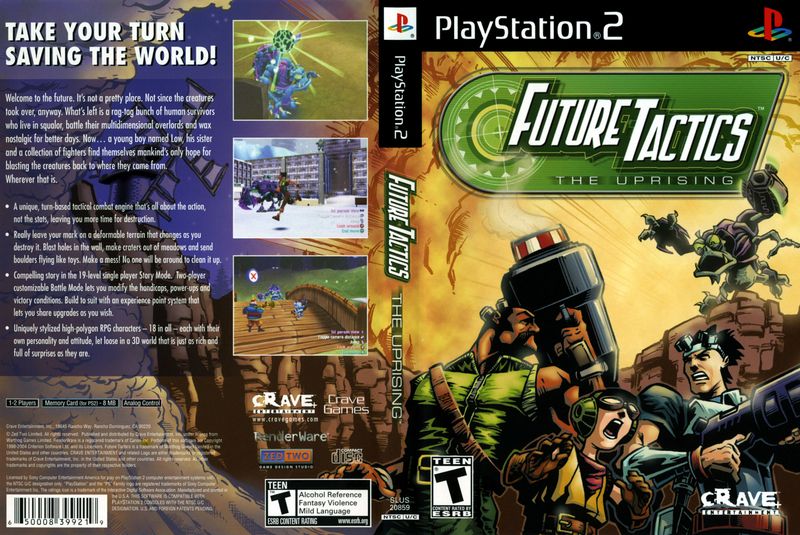 TAKE YOUR TURN
SAVING THE WORLD!
Welcome to the future. It's not a pretty place. Not since the creatures
took over, anyway. What's left is a rag-tag bunch of human survivors
who live in squalor, battle their multidimensional overlords and wax
nostalgic for better days. Now... a young boy named Low, his sister
and a collection of fighters find themselves mankind's only hope for
blasting the creatures back to where they came from.
Wherever that is.
• A unique, turn-based tactical combat engine that's all about the action,
not the stats, leaving you more time for destruction.
• Really leave your mark on a deformable terrain that changes as you
destroy it. Blast holes in the wall, make craters out of meadows and send
boulders flying like toys. Make a mess! No one will be around to clean it up.
• Compelling story in the 19-level single player Story Mode. Two-player
customizable Battle Mode lets you modify the handicaps, power-ups and
victory conditions. Build to suit with an experience point system that
lets you share upgrades as you wish.
• Uniquely stylized high-polygon RPG characters – 18 in all – each with their
own personality and attitude, let loose in a 3D world that is just as rich and
full of surprises as they are.
1-2 Players
Memory Card (for PS2) - 8 MB
Analog Control
CRAVE
ENTERTAINMENT
www.cravegames.com
Crave
Games
RenderWare
ZED TWO
GAME DESIGN STUDIO
COMPACT
disc
TEEN
T
ESRB CONTENT RATING
Alcohol Reference
Fantasy Violence
Mild Language
www.esrb.org
6 50008 39921 9
PlayStation 2
FUTURE TACTICS
THE UPRISING
SLUS
20859
NTSC U/C
PlayStation®2
NTSC U/C
FUTURE TACTICS™
THE UPRISING
TEEN
T
CONTENT RATED BY
ESRB
CRAVE
ENTERTAINMENT